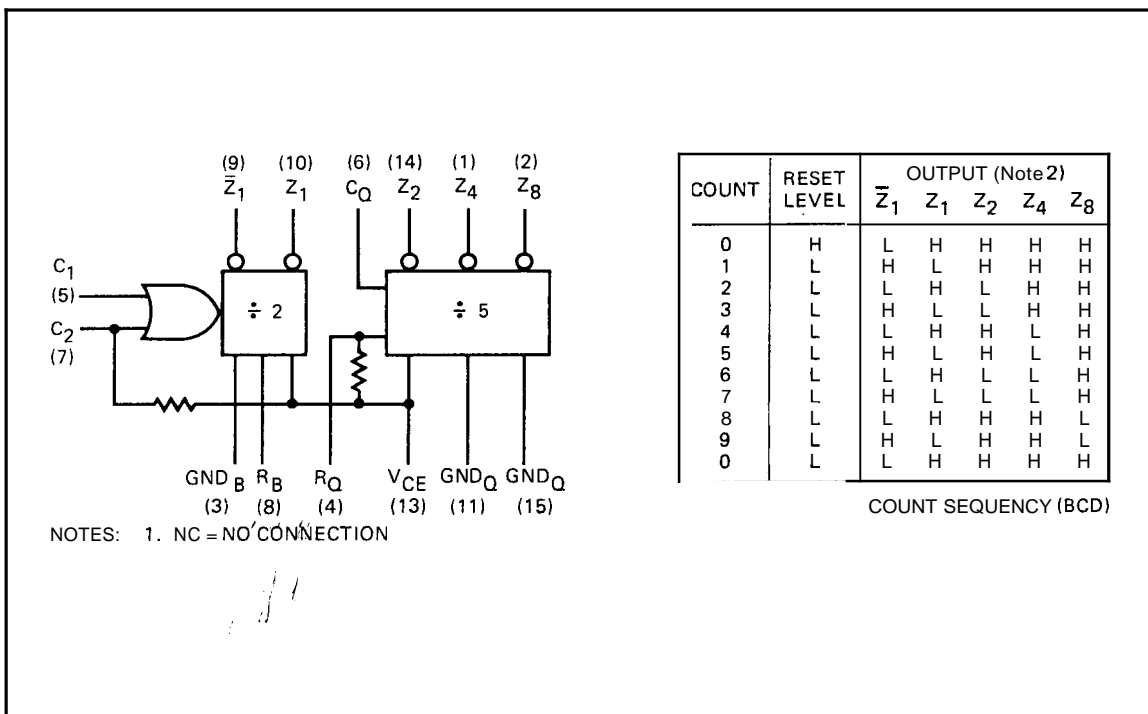 (9) (10) (6) (14) (1) (2)
Z̅1 Z1 CQ Z2 Z4 Z8
C1
(5)
C2
(7)
÷ 2
÷ 5
GND B RB RQ VCE GNDQ GNDQ
(3) (8) (4) (13) (11) (15)
NOTES: 1. NC = NO CONNECTION
COUNT RESET LEVEL OUTPUT (Note 2)
Z̅1 Z1 Z2 Z4 Z8
0 H L H H H H
1 L H L H H H
2 L L H L H H
3 L H L L H H
4 L L H H L H
5 L H L H L H
6 L L H L L H
7 L H L L L H
8 L L H H H L
9 L H L H H L
0 L L H H H H
COUNT SEQUENCY (BCD)